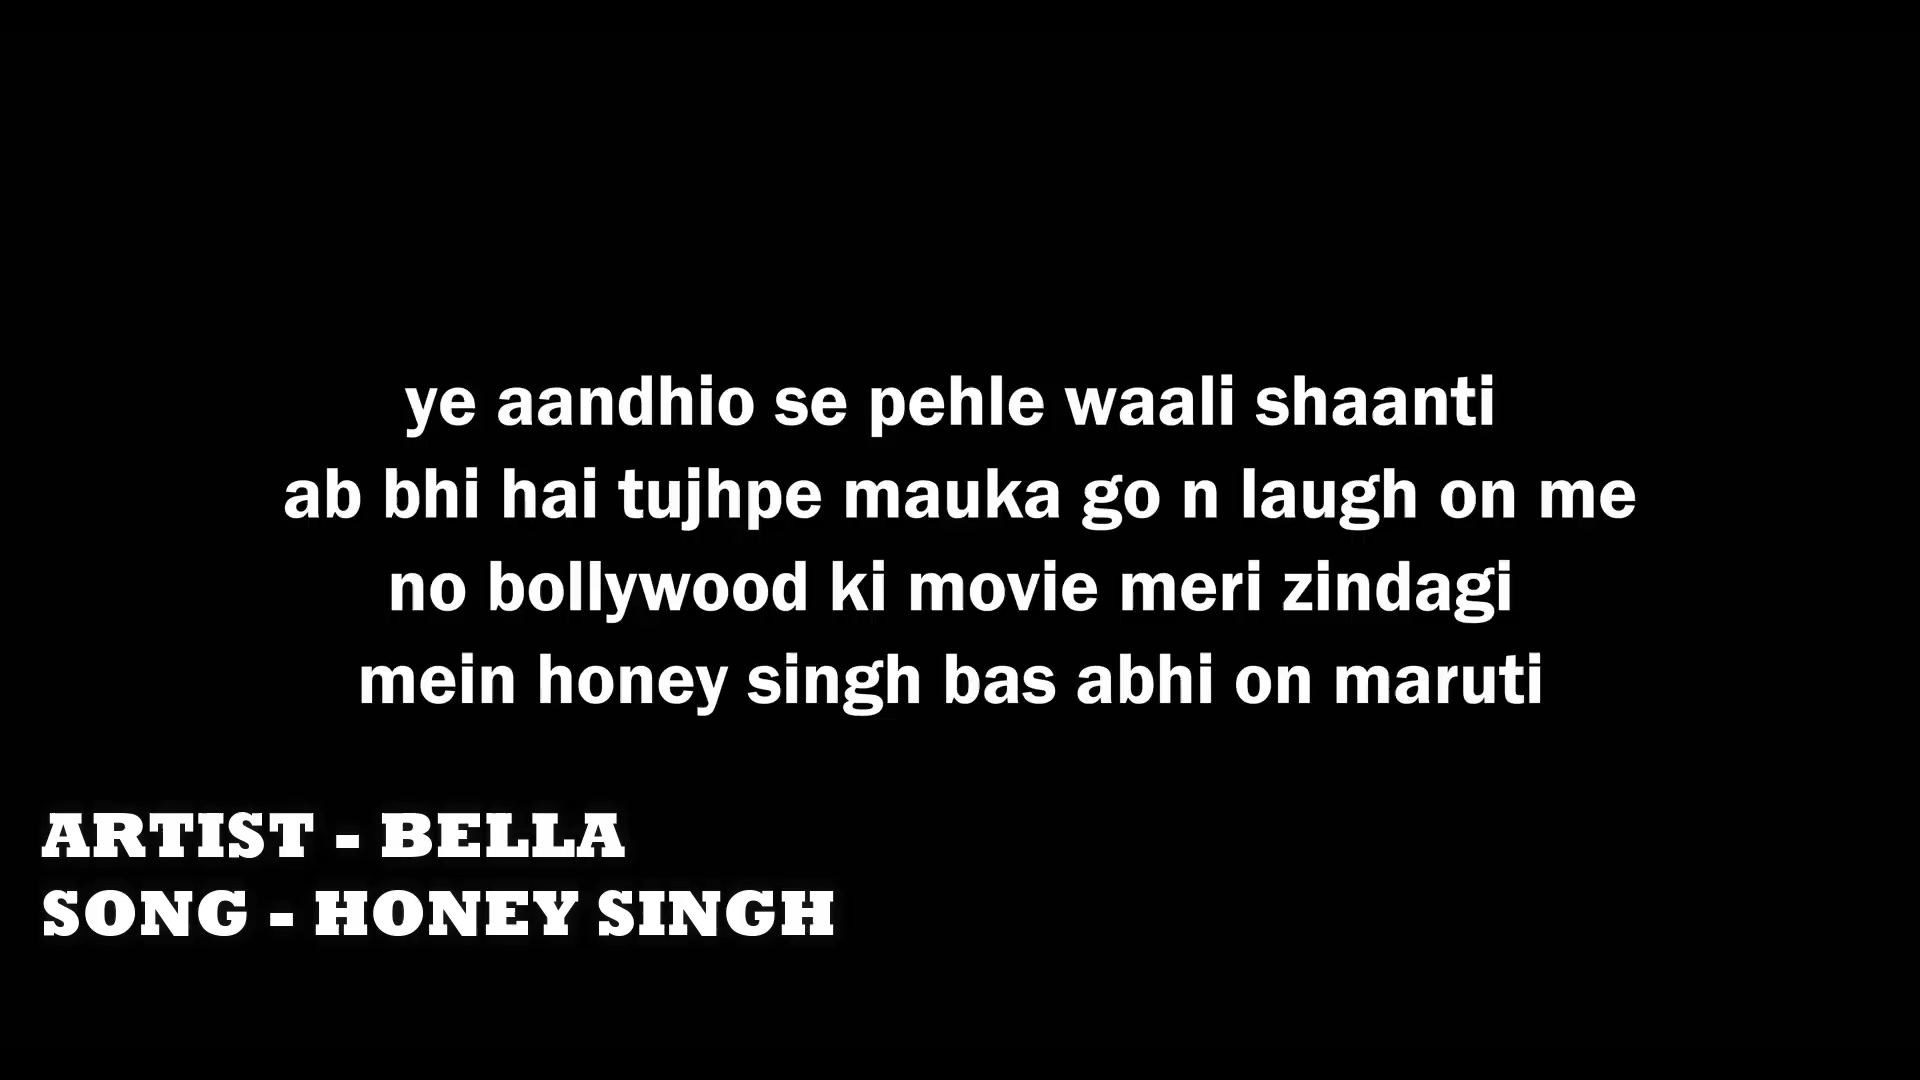 ye aandhio se pehle waali shaanti
ab bhi hai tujhpe mauka go n laugh on me
no bollywood ki movie meri zindagi
mein honey singh bas abhi on maruti
ARTIST - BELLA
SONG - HONEY SINGH